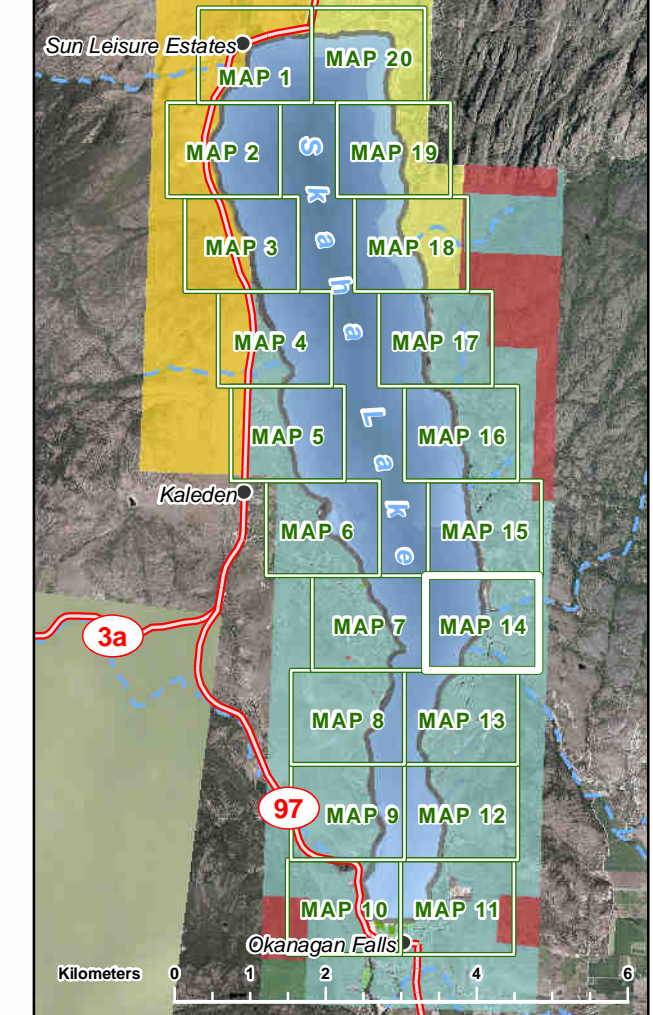 Sun Leisure Estates
MAP 1
MAP 20
MAP 2
MAP 19
MAP 3
MAP 18
MAP 4
MAP 17
MAP 5
MAP 16
Skaha Lake
Kaleden
MAP 6
MAP 15
3a
MAP 7
MAP 14
MAP 8
MAP 13
97
MAP 9
MAP 12
MAP 10
MAP 11
Okanagan Falls
Kilometers 0 1 2 4 6